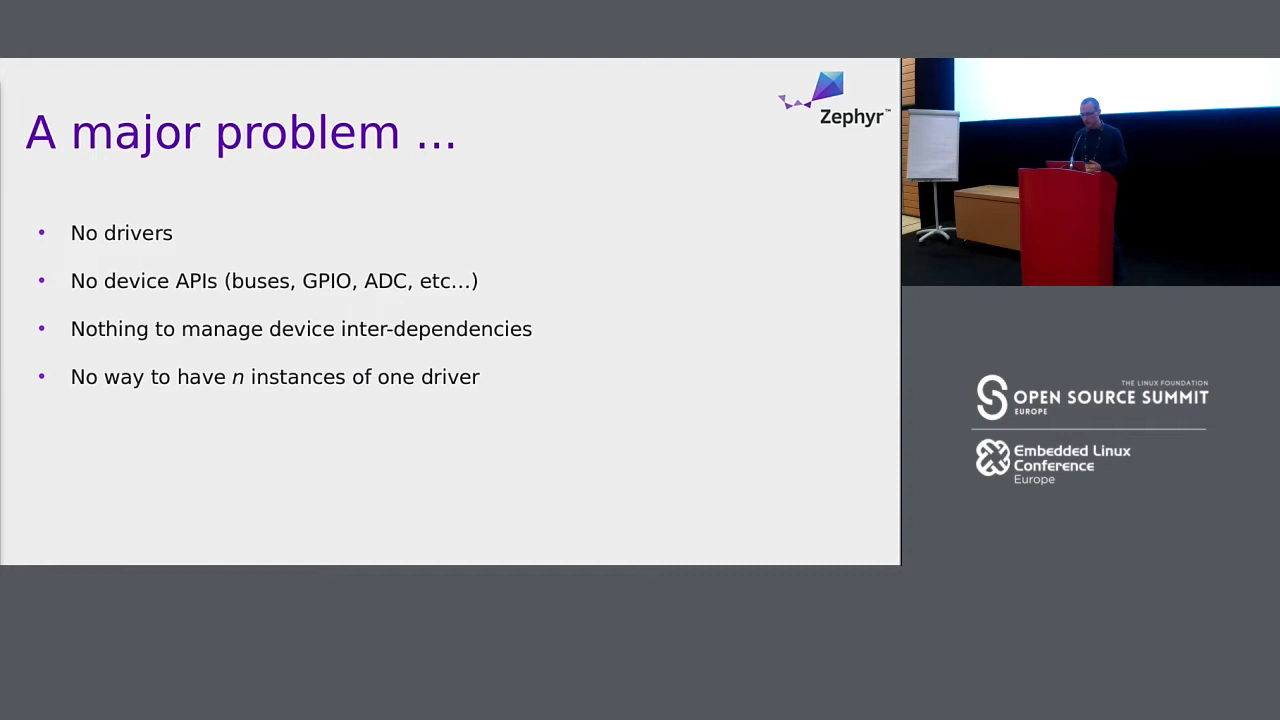 A major problem ...
Zephyr™
• No drivers
• No device APIs (buses, GPIO, ADC, etc...)
• Nothing to manage device inter-dependencies
• No way to have n instances of one driver
THE LINUX FOUNDATION
OPEN SOURCE SUMMIT
EUROPE
Embedded Linux
Conference
Europe